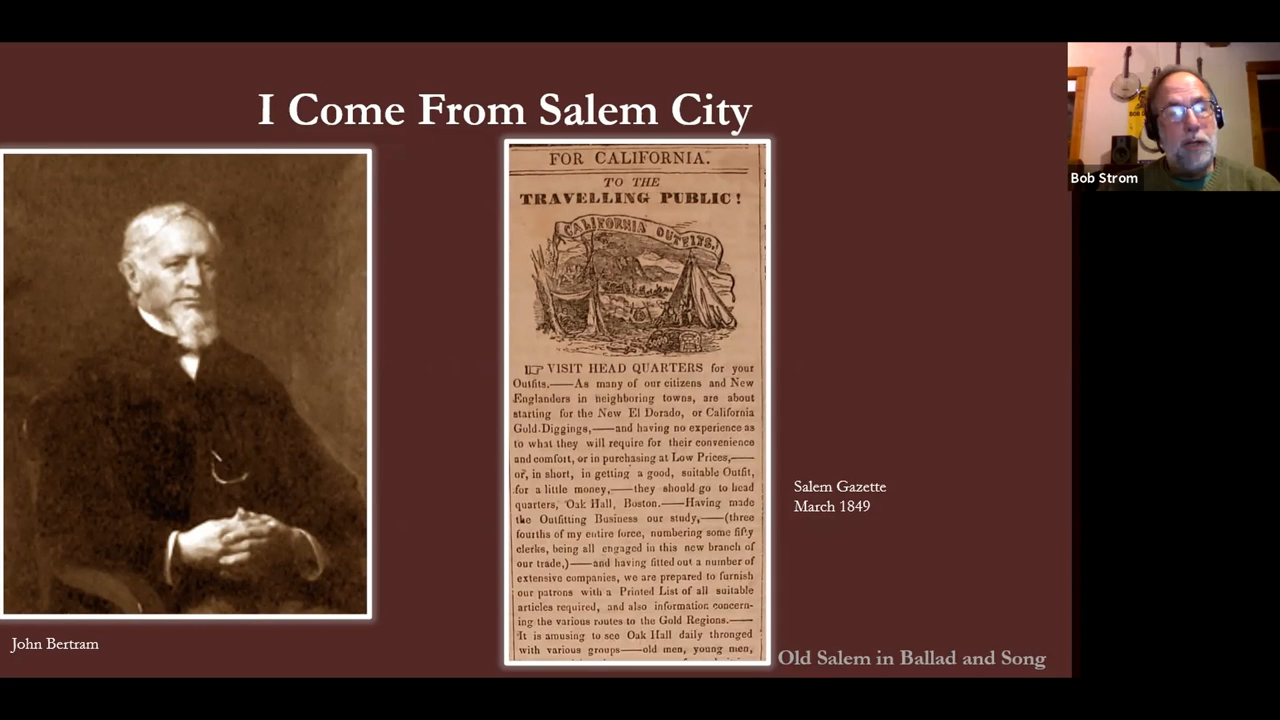 I Come From Salem City
FOR CALIFORNIA.
TO THE
TRAVELLING PUBLIC!
CALIFORNIA OUTFITS.
☞ VISIT HEAD QUARTERS for your
Outfits.——As many of our citizens and New
Englanders in neighboring towns, are about
starting for the New El Dorado, or California
Gold Diggings,——and having no experience as
to what they will require for their convenience
and comfort, or in purchasing at Low Prices,——
or, in short, in getting a good, suitable Outfit,
for a little money,——they should go to head
quarters, Oak Hall, Boston.——Having made
the Outfitting Business our study,——(three
fourths of my entire force, numbering some fifty
clerks, being all engaged in this new branch of
our trade,)——and having fitted out a number of
extensive companies, we are prepared to furnish
our patrons with a Printed List of all suitable
articles required, and also information concern-
ing the various routes to the Gold Regions.——
It is amusing to see Oak Hall daily thronged
with various groups——old men, young men,
Salem Gazette
March 1849
John Bertram
Old Salem in Ballad and Song
Bob Strom